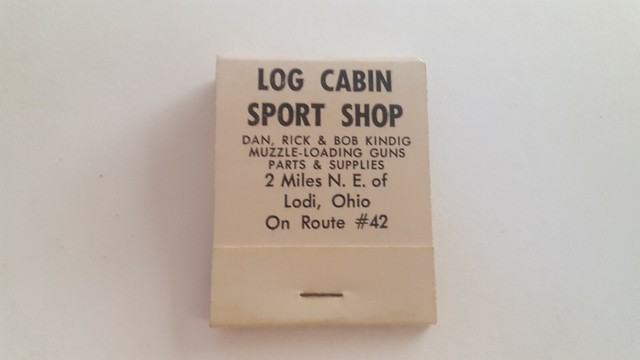 LOG CABIN
SPORT SHOP
DAN, RICK & BOB KINDIG
MUZZLE-LOADING GUNS
PARTS & SUPPLIES
2 Miles N. E. of
Lodi, Ohio
On Route #42